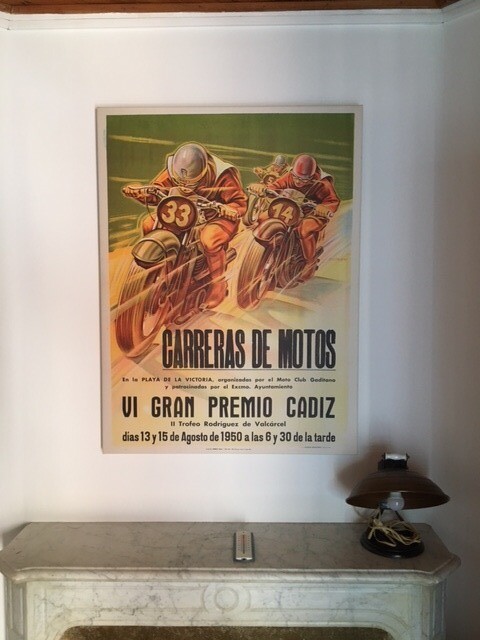 33
14
CARRERAS DE MOTOS
En la PLAYA DE LA VICTORIA, organizadas por el Moto Club Gaditano
y patrocinadas por el Excmo. Ayuntamiento
VI GRAN PREMIO CADIZ
II Trofeo Rodríguez de Valcárcel
días 13 y 15 de Agosto de 1950 a las 6 y 30 de la tarde